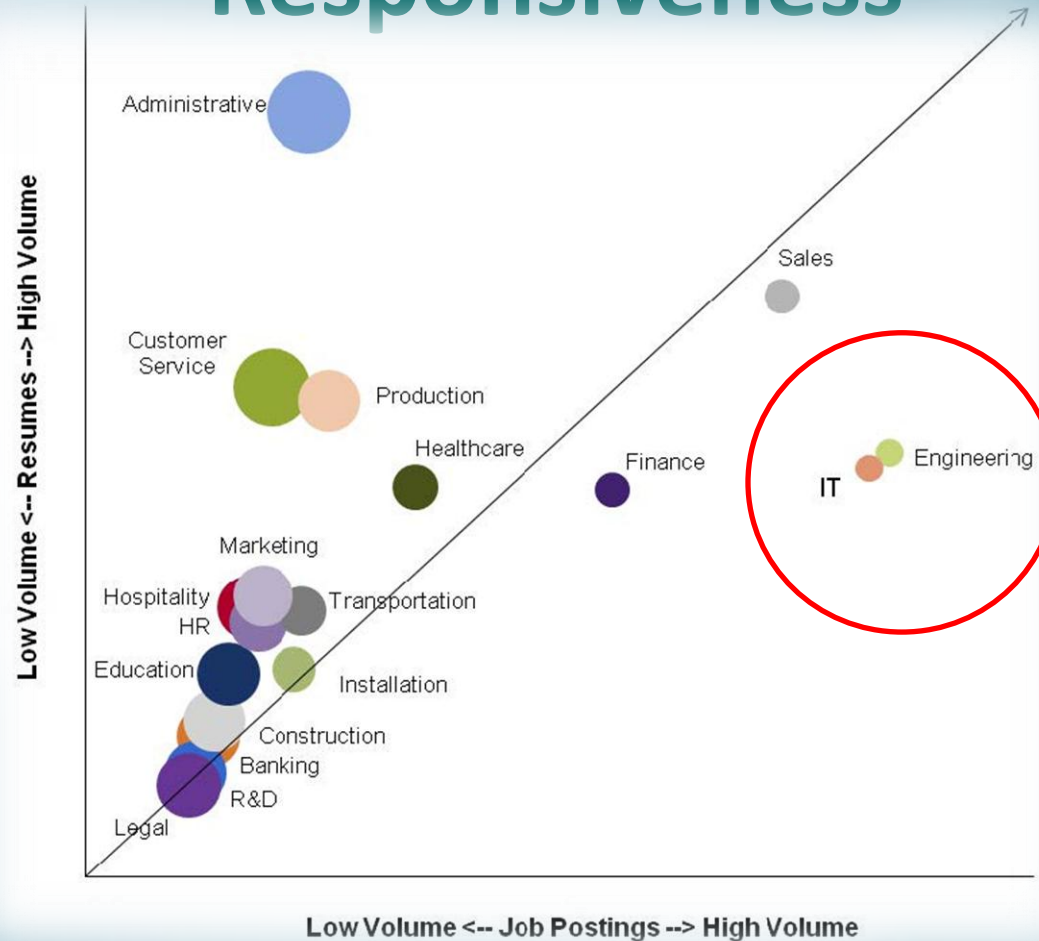 Responsiveness
Administrative
Sales
Customer
Service
Production
Healthcare
Finance
Engineering
IT
Marketing
Hospitality
Transportation
HR
Education
Installation
Construction
Banking
R&D
Legal
Low Volume <-- Resumes --> High Volume
Low Volume <-- Job Postings --> High Volume